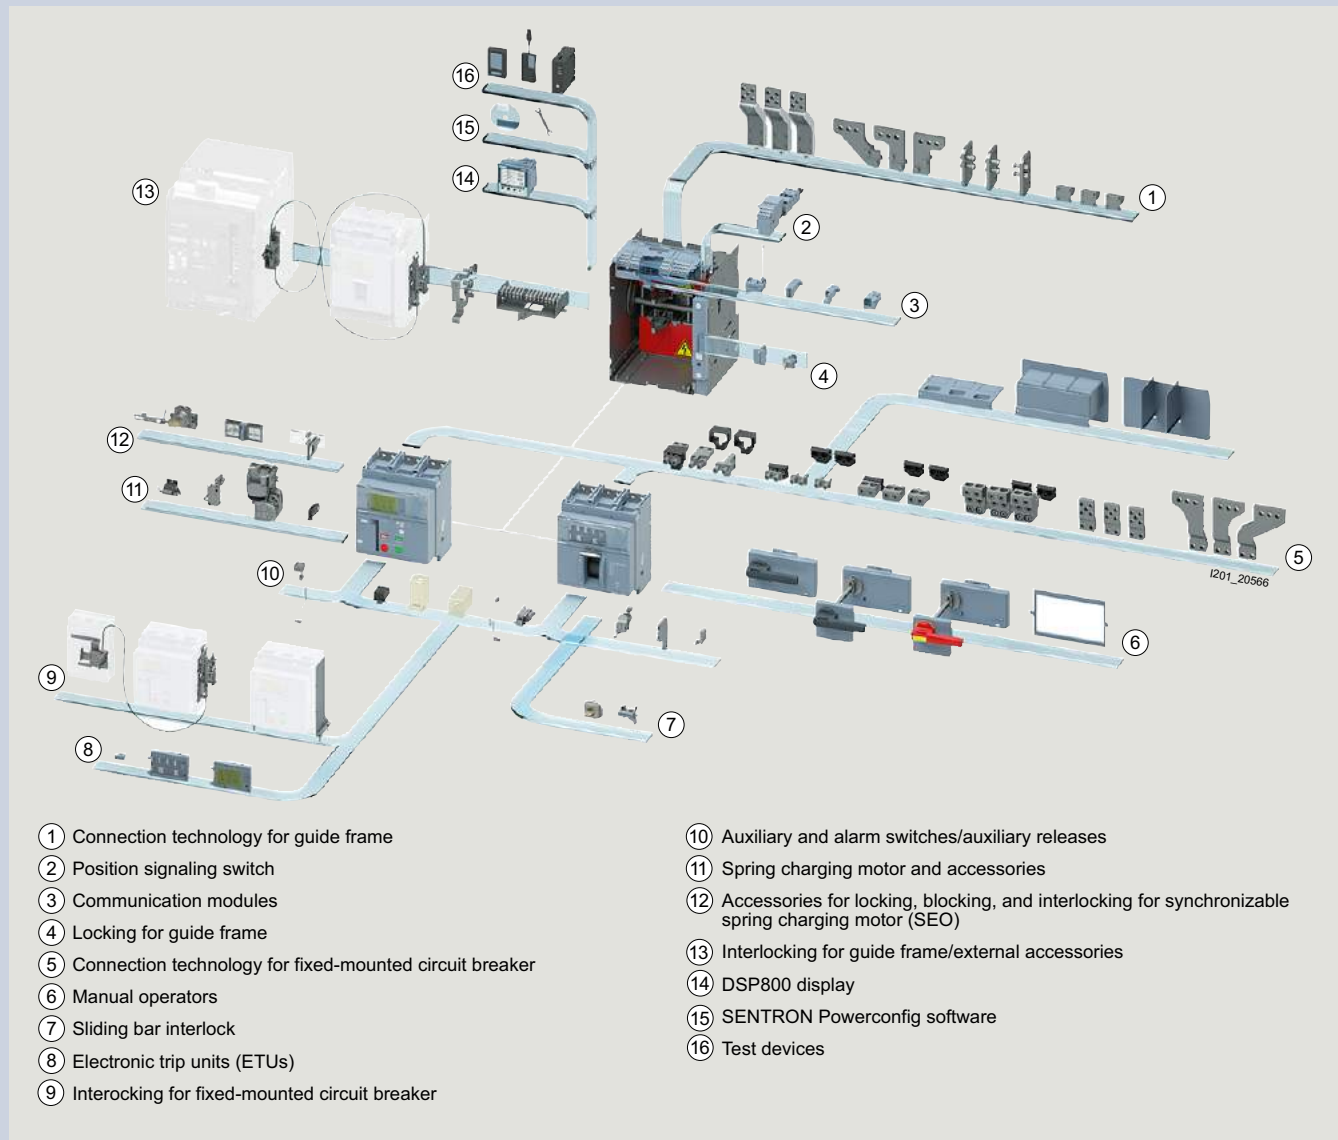 16
15
14
13
1
2
3
4
12
11
10
5
I201_20566
6
9
7
8
1 Connection technology for guide frame
2 Position signaling switch
3 Communication modules
4 Locking for guide frame
5 Connection technology for fixed-mounted circuit breaker
6 Manual operators
7 Sliding bar interlock
8 Electronic trip units (ETUs)
9 Interocking for fixed-mounted circuit breaker
10 Auxiliary and alarm switches/auxiliary releases
11 Spring charging motor and accessories
12 Accessories for locking, blocking, and interlocking for synchronizable
spring charging motor (SEO)
13 Interlocking for guide frame/external accessories
14 DSP800 display
15 SENTRON Powerconfig software
16 Test devices